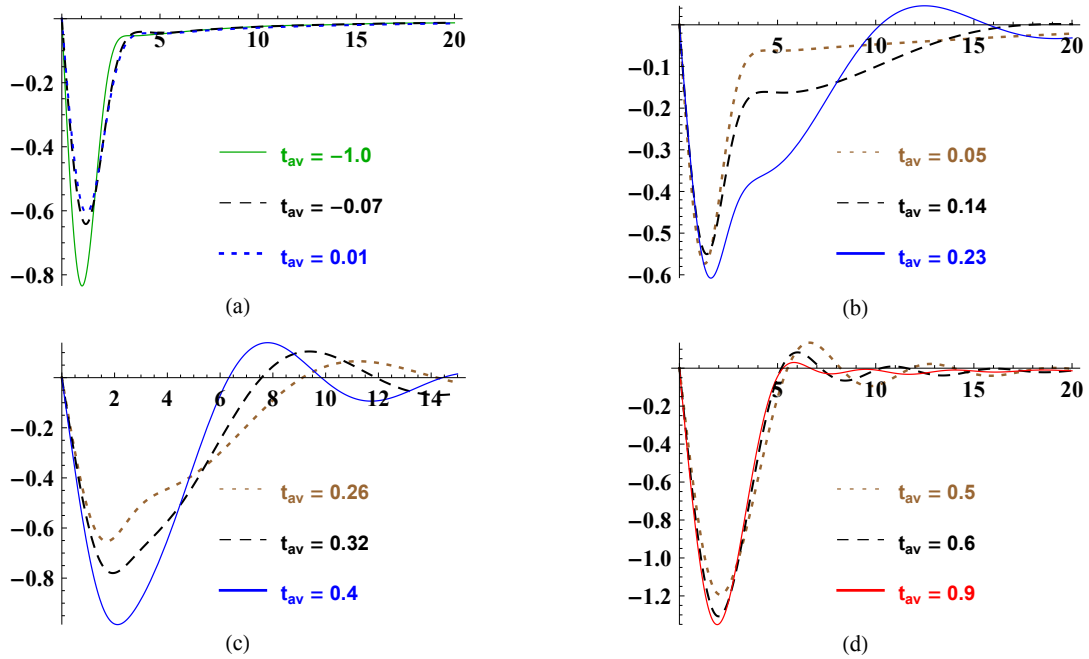 5 10 15 20
−0.2
−0.4
−0.6
−0.8
t_av = −1.0
t_av = −0.07
t_av = 0.01
(a)
5 10 15 20
−0.1
−0.2
−0.3
−0.4
−0.5
−0.6
t_av = 0.05
t_av = 0.14
t_av = 0.23
(b)
2 4 6 8 10 12 14
−0.2
−0.4
−0.6
−0.8
t_av = 0.26
t_av = 0.32
t_av = 0.4
(c)
5 10 15 20
−0.2
−0.4
−0.6
−0.8
−1.0
−1.2
t_av = 0.5
t_av = 0.6
t_av = 0.9
(d)